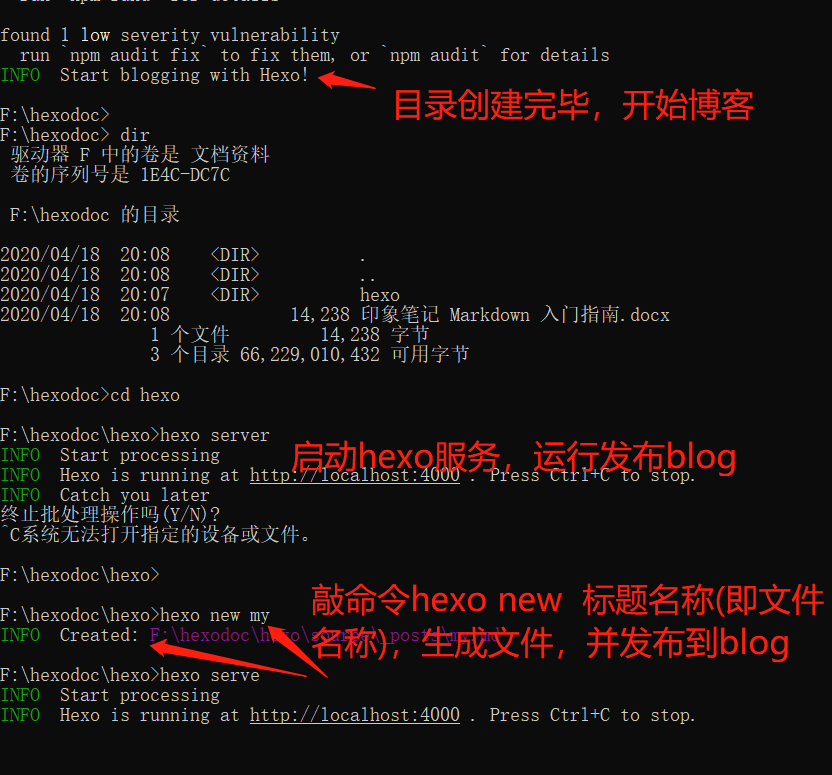 found 1 low severity vulnerability
run `npm audit fix` to fix them, or `npm audit` for details
INFO  Start blogging with Hexo!
目录创建完毕，开始博客
F:\hexodoc>
F:\hexodoc> dir
驱动器 F 中的卷是 文档资料
卷的序列号是 1E4C-DC7C
F:\hexodoc 的目录
2020/04/18  20:08    <DIR>          .
2020/04/18  20:08    <DIR>          ..
2020/04/18  20:07    <DIR>          hexo
2020/04/18  20:08            14,238 印象笔记 Markdown 入门指南.docx
1 个文件         14,238 字节
3 个目录 66,229,010,432 可用字节
F:\hexodoc>cd hexo
F:\hexodoc\hexo>hexo server
INFO  Start processing
启动hexo服务，运行发布blog
INFO  Hexo is running at http://localhost:4000 . Press Ctrl+C to stop.
INFO  Catch you later
终止批处理操作吗(Y/N)?
^C系统无法打开指定的设备或文件。
F:\hexodoc\hexo>
F:\hexodoc\hexo>hexo new my
敲命令hexo new  标题名称(即文件
名称)，生成文件，并发布到blog
INFO  Created: F:\hexodoc\hexo\source\_posts\my.md
F:\hexodoc\hexo>hexo serve
INFO  Start processing
INFO  Hexo is running at http://localhost:4000 . Press Ctrl+C to stop.